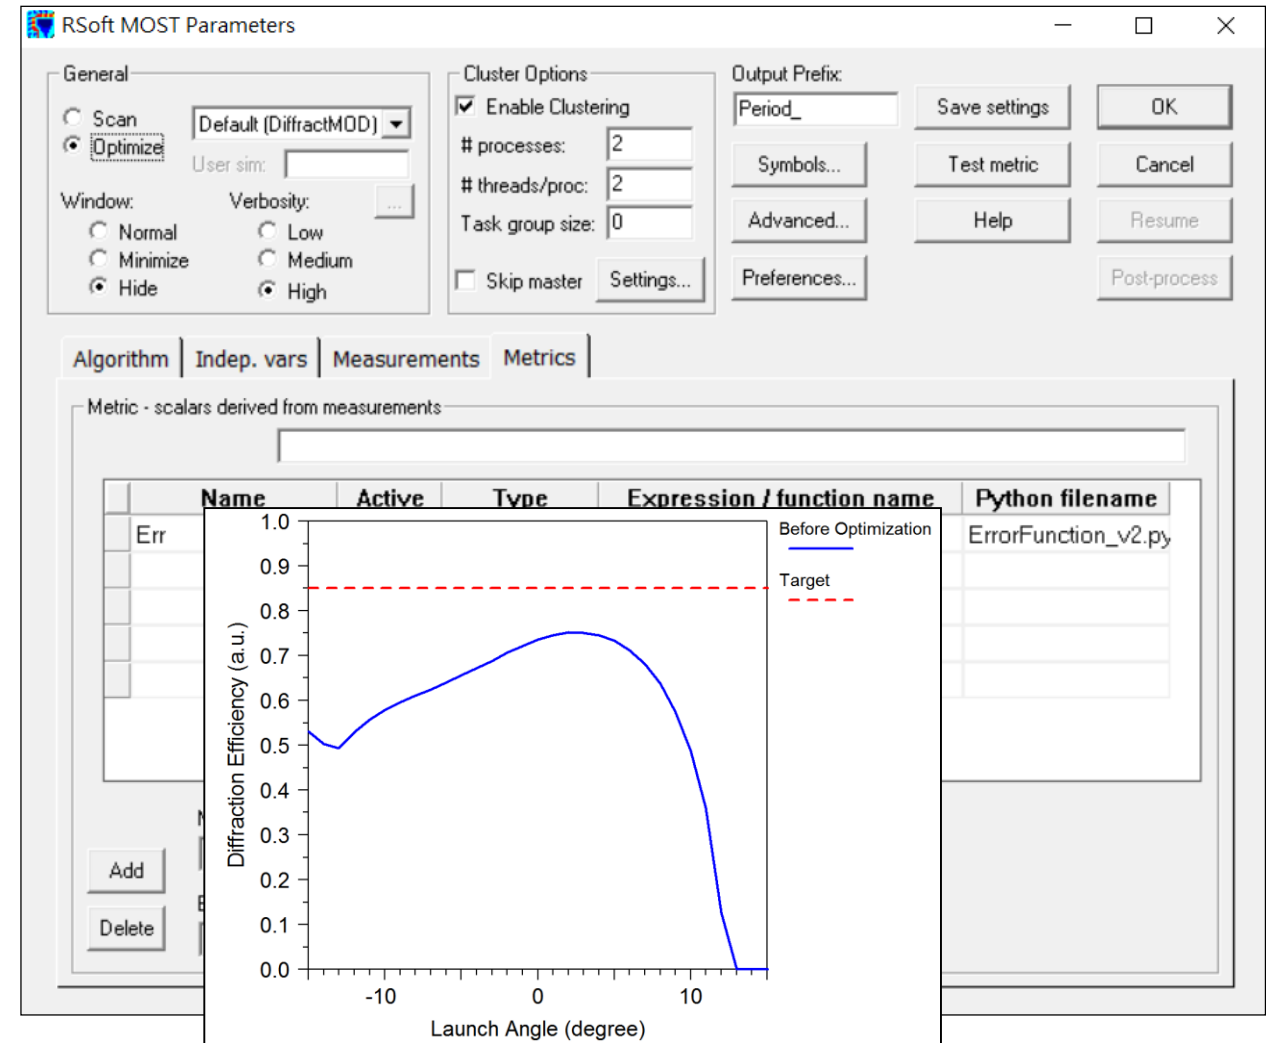 RSoft MOST Parameters
General
Scan
Default (DiffractMOD)
Optimize
User sim:
Window:
Verbosity:
...
Normal
Low
Minimize
Medium
Hide
High
Cluster Options
Enable Clustering
# processes: 2
# threads/proc: 2
Task group size: 0
Skip master
Settings...
Output Prefix:
Period_
Save settings
OK
Symbols...
Test metric
Cancel
Advanced...
Help
Resume
Preferences...
Post-process
Algorithm
Indep. vars
Measurements
Metrics
Metric - scalars derived from measurements
Name Active Type Expression / function name Python filename
Err
ErrorFunction_v2.py
Add
Delete
Before Optimization
Target
1.0
0.9
0.8
0.7
0.6
0.5
0.4
0.3
0.2
0.1
0.0
Diffraction Efficiency (a.u.)
-10 0 10
Launch Angle (degree)